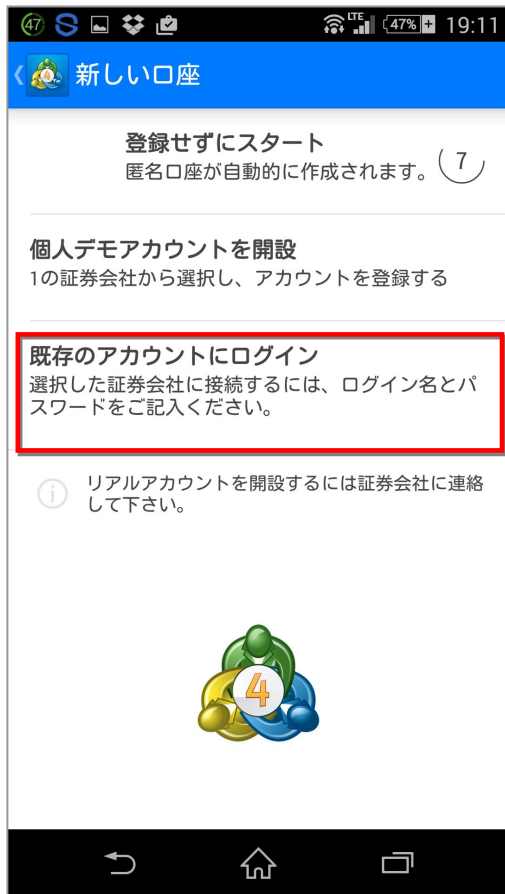 47 LTE 47% 19:11
新しい口座
登録せずにスタート
匿名口座が自動的に作成されます。 7
個人デモアカウントを開設
1の証券会社から選択し、アカウントを登録する
既存のアカウントにログイン
選択した証券会社に接続するには、ログイン名とパ
スワードをご記入ください。
リアルアカウントを開設するには証券会社に連絡
して下さい。
4